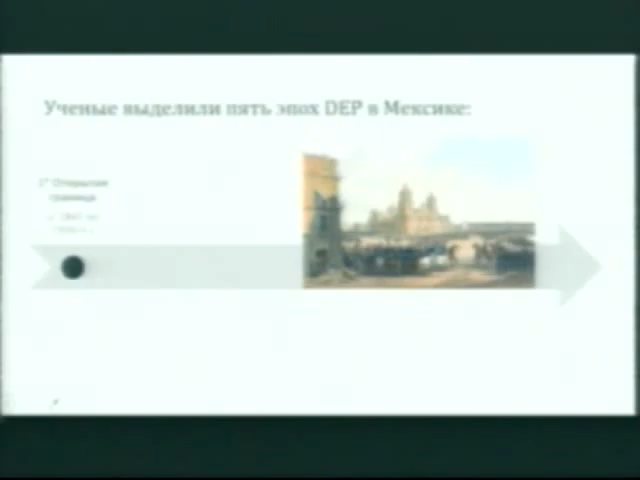 Ученые выделили пять эпох DEP в Мексике:
1* Открытая
граница